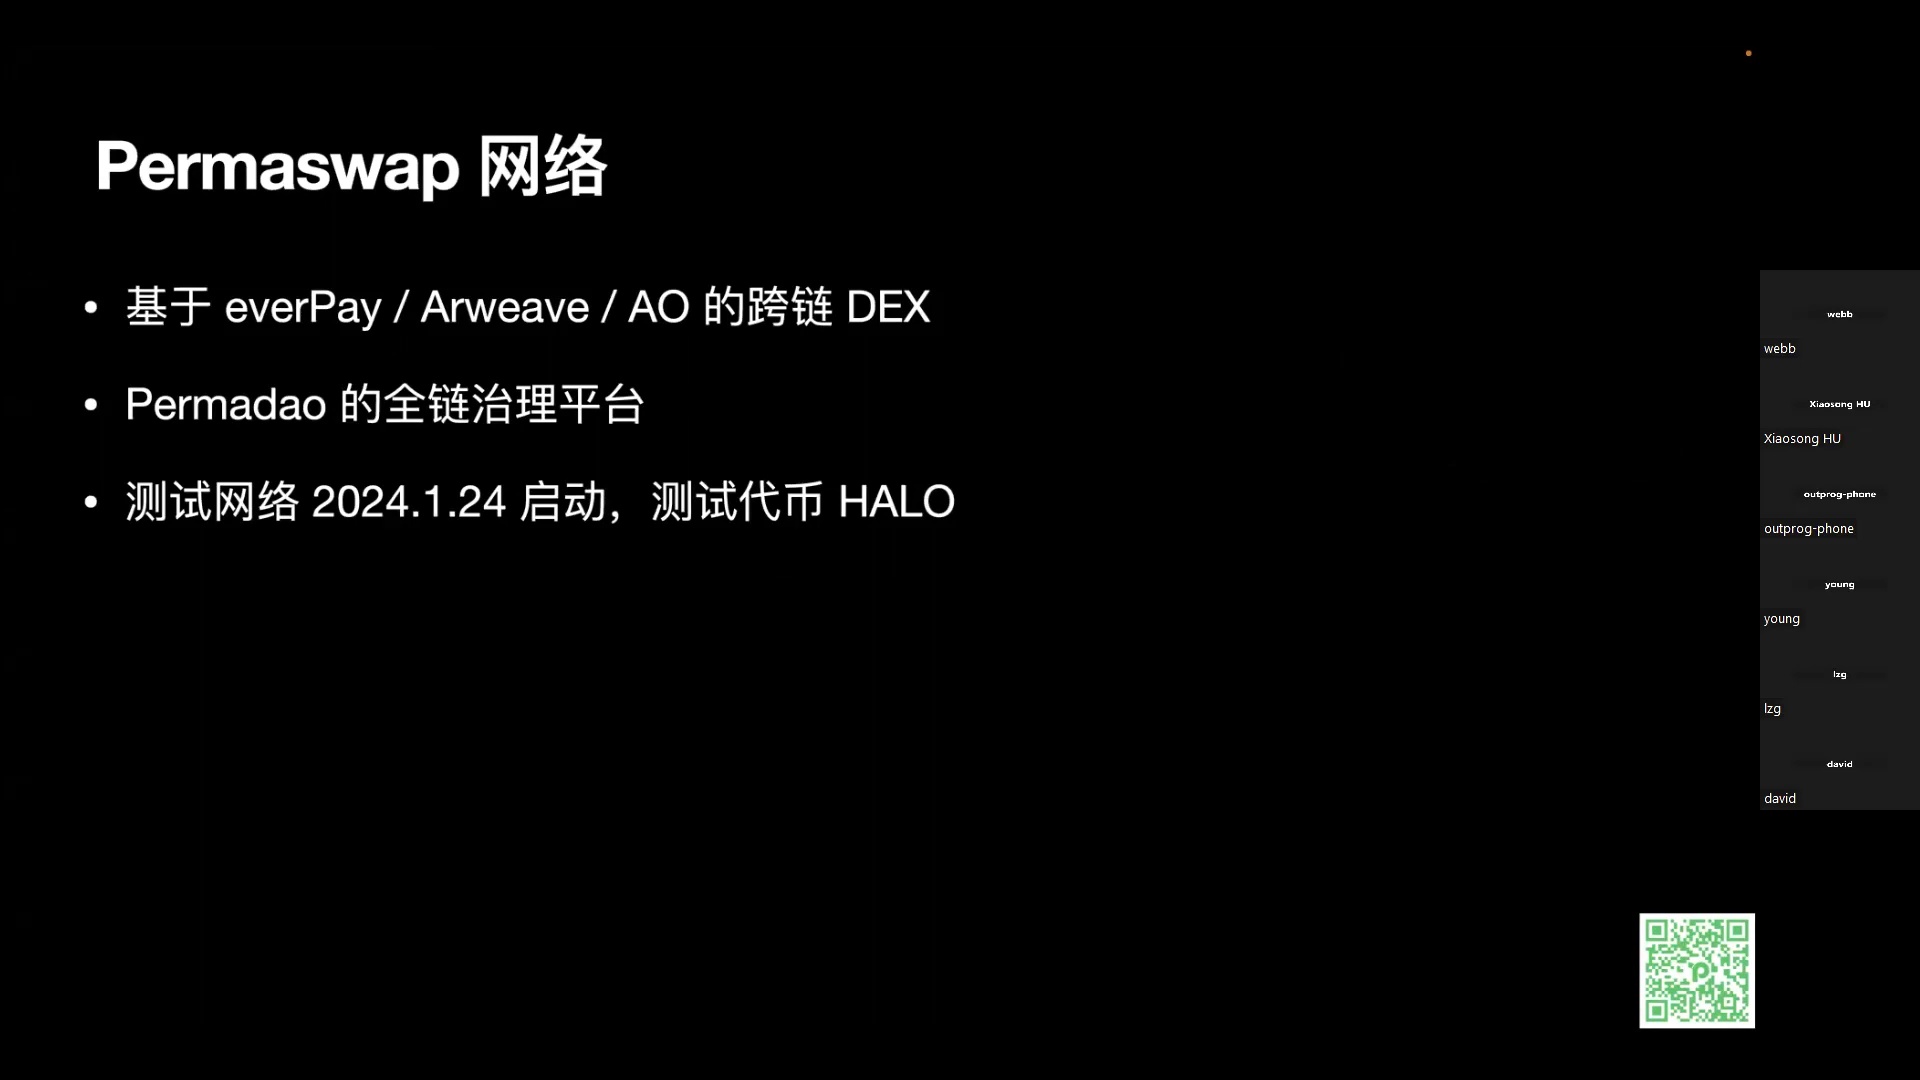 Permaswap 网络
• 基于 everPay / Arweave / AO 的跨链 DEX
• Permadao 的全链治理平台
• 测试网络 2024.1.24 启动，测试代币 HALO
webb
webb
Xiaosong HU
Xiaosong HU
outprog-phone
outprog-phone
young
young
lzg
lzg
david
david